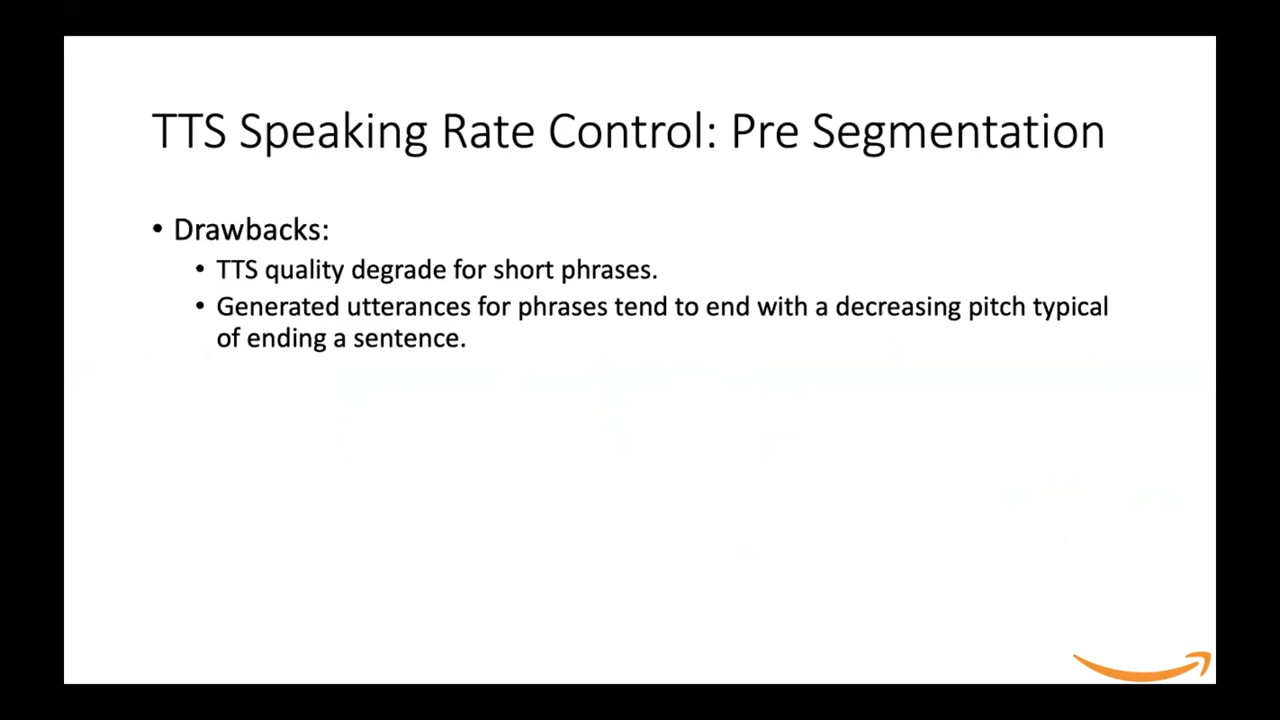 TTS Speaking Rate Control: Pre Segmentation
• Drawbacks:
• TTS quality degrade for short phrases.
• Generated utterances for phrases tend to end with a decreasing pitch typical
of ending a sentence.